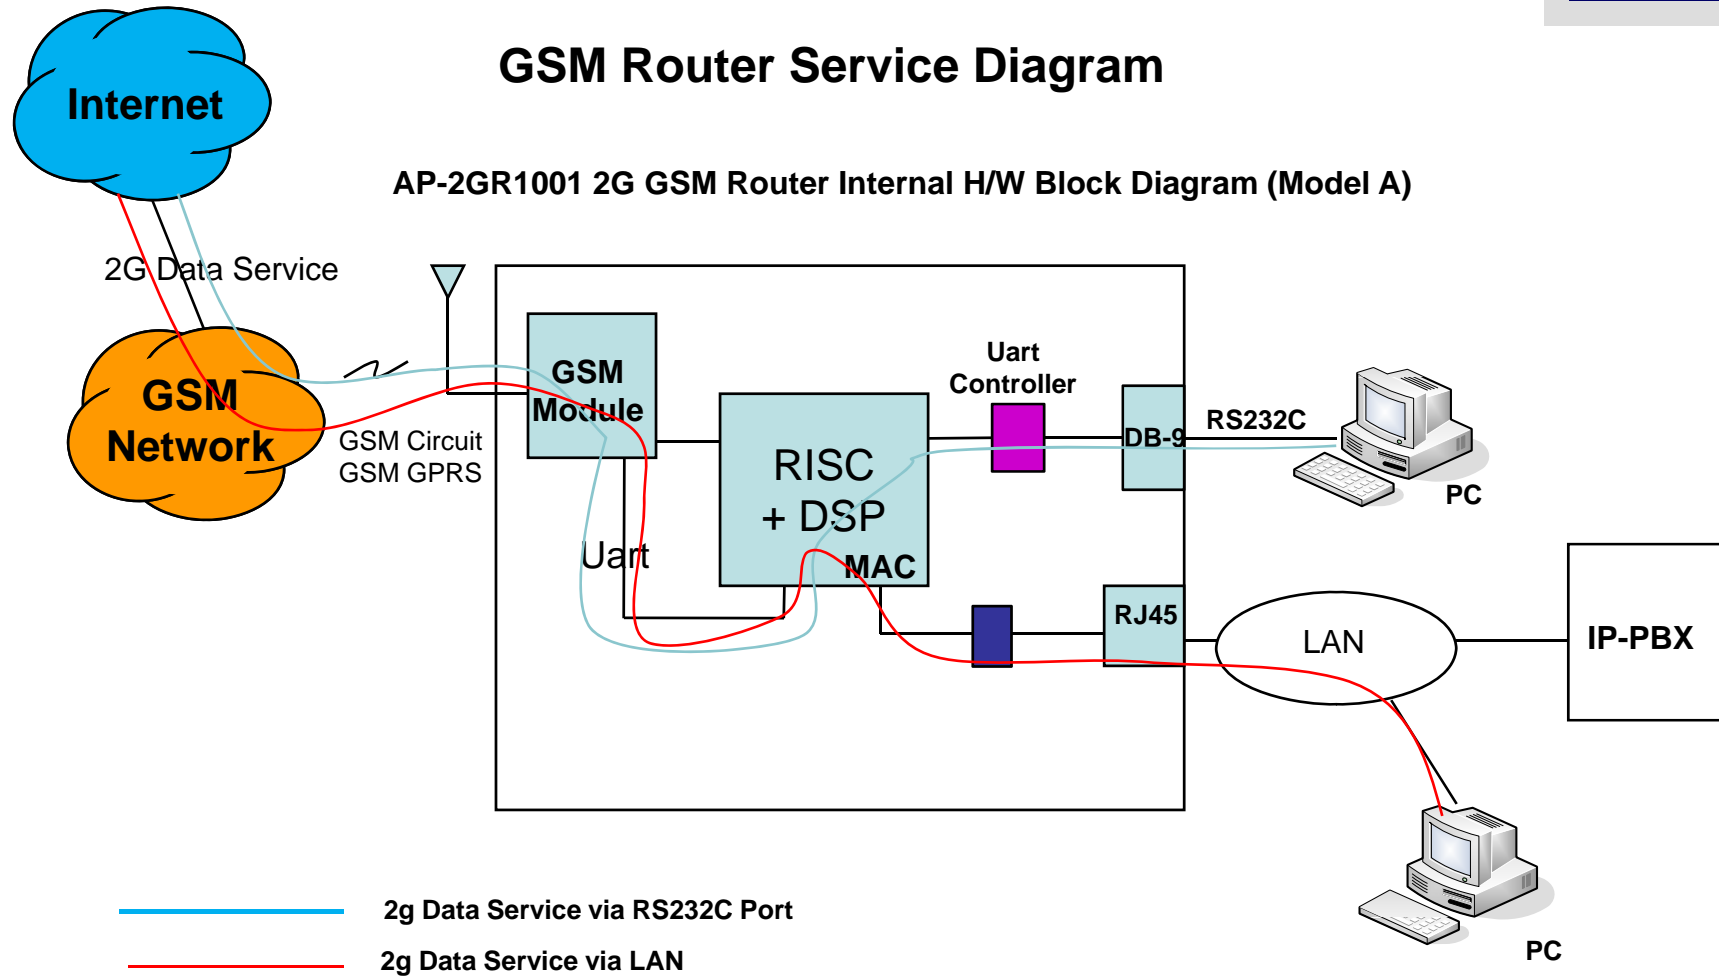 GSM Router Service Diagram
Internet
AP-2GR1001 2G GSM Router Internal H/W Block Diagram (Model A)
2G Data Service
GSM
Network
GSM Circuit
GSM GPRS
GSM
Module
Uart
RISC
+ DSP
MAC
Uart
Controller
DB-9
RS232C
PC
RJ45
LAN
IP-PBX
PC
2g Data Service via RS232C Port
2g Data Service via LAN